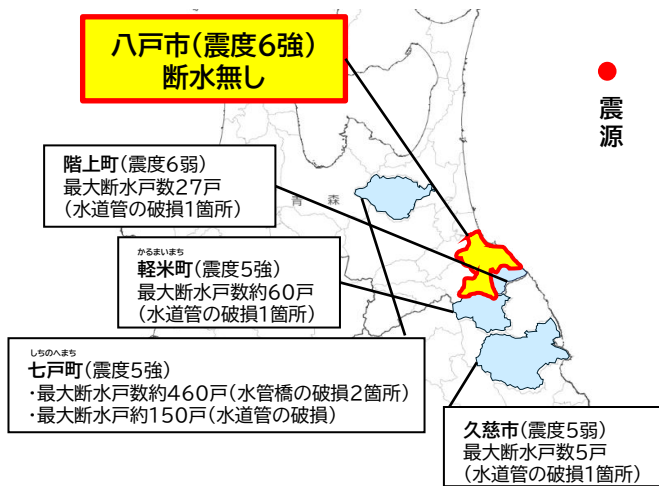 八戸市(震度6強)
断水無し
震源
階上町(震度6弱)
最大断水戸数27戸
(水道管の破損1箇所)
青森
かるまいまち
軽米町(震度5強)
最大断水戸数約60戸
(水道管の破損1箇所)
しちのへまち
七戸町(震度5強)
・最大断水戸数約460戸(水管橋の破損2箇所)
・最大断水戸約150戸(水道管の破損)
久慈市(震度5弱)
最大断水戸数5戸
(水道管の破損1箇所)